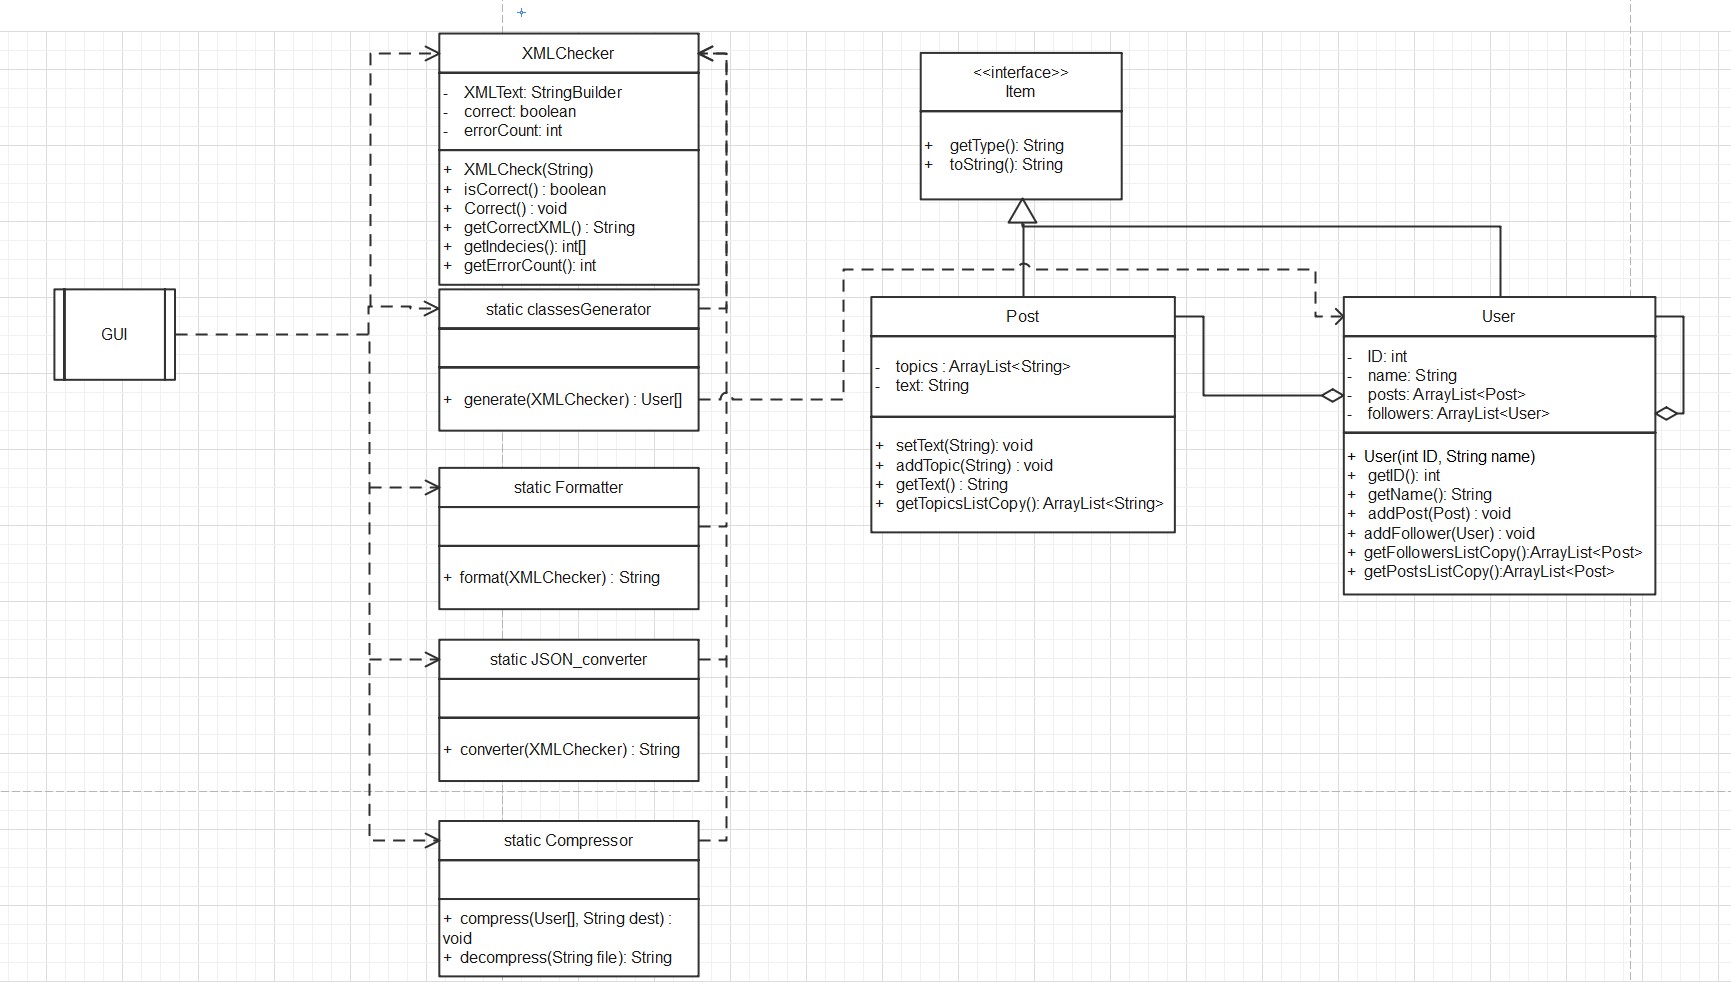 GUI
XMLChecker
- XMLText: StringBuilder
- correct: boolean
- errorCount: int
+ XMLCheck(String)
+ isCorrect() : boolean
+ Correct() : void
+ getCorrectXML() : String
+ getIndecies(): int[]
+ getErrorCount(): int
static classesGenerator
+ generate(XMLChecker) : User[]
static Formatter
+ format(XMLChecker) : String
static JSON_converter
+ converter(XMLChecker) : String
static Compressor
+ compress(User[], String dest) :
void
+ decompress(String file): String
<<interface>>
Item
+ getType(): String
+ toString(): String
Post
- topics : ArrayList<String>
- text: String
+ setText(String): void
+ addTopic(String) : void
+ getText() : String
+ getTopicsListCopy(): ArrayList<String>
User
- ID: int
- name: String
- posts: ArrayList<Post>
- followers: ArrayList<User>
+ User(int ID, String name)
+ getID(): int
+ getName(): String
+ addPost(Post) : void
+ addFollower(User) : void
+ getFollowersListCopy():ArrayList<Post>
+ getPostsListCopy():ArrayList<Post>